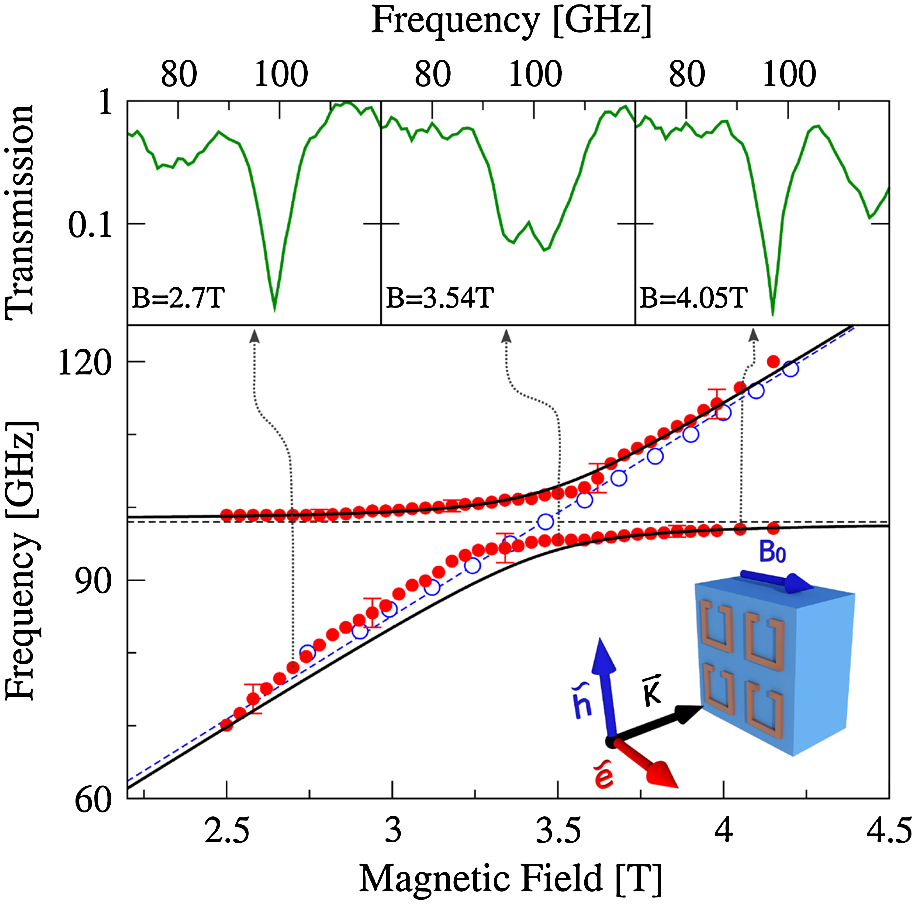 Frequency [GHz]
80 100 80 100 80 100
Transmission
1
0.1
B=2.7T B=3.54T B=4.05T
Frequency [GHz]
120
90
60
B0
h̃
K⃗
ẽ
2.5 3 3.5 4 4.5
Magnetic Field [T]